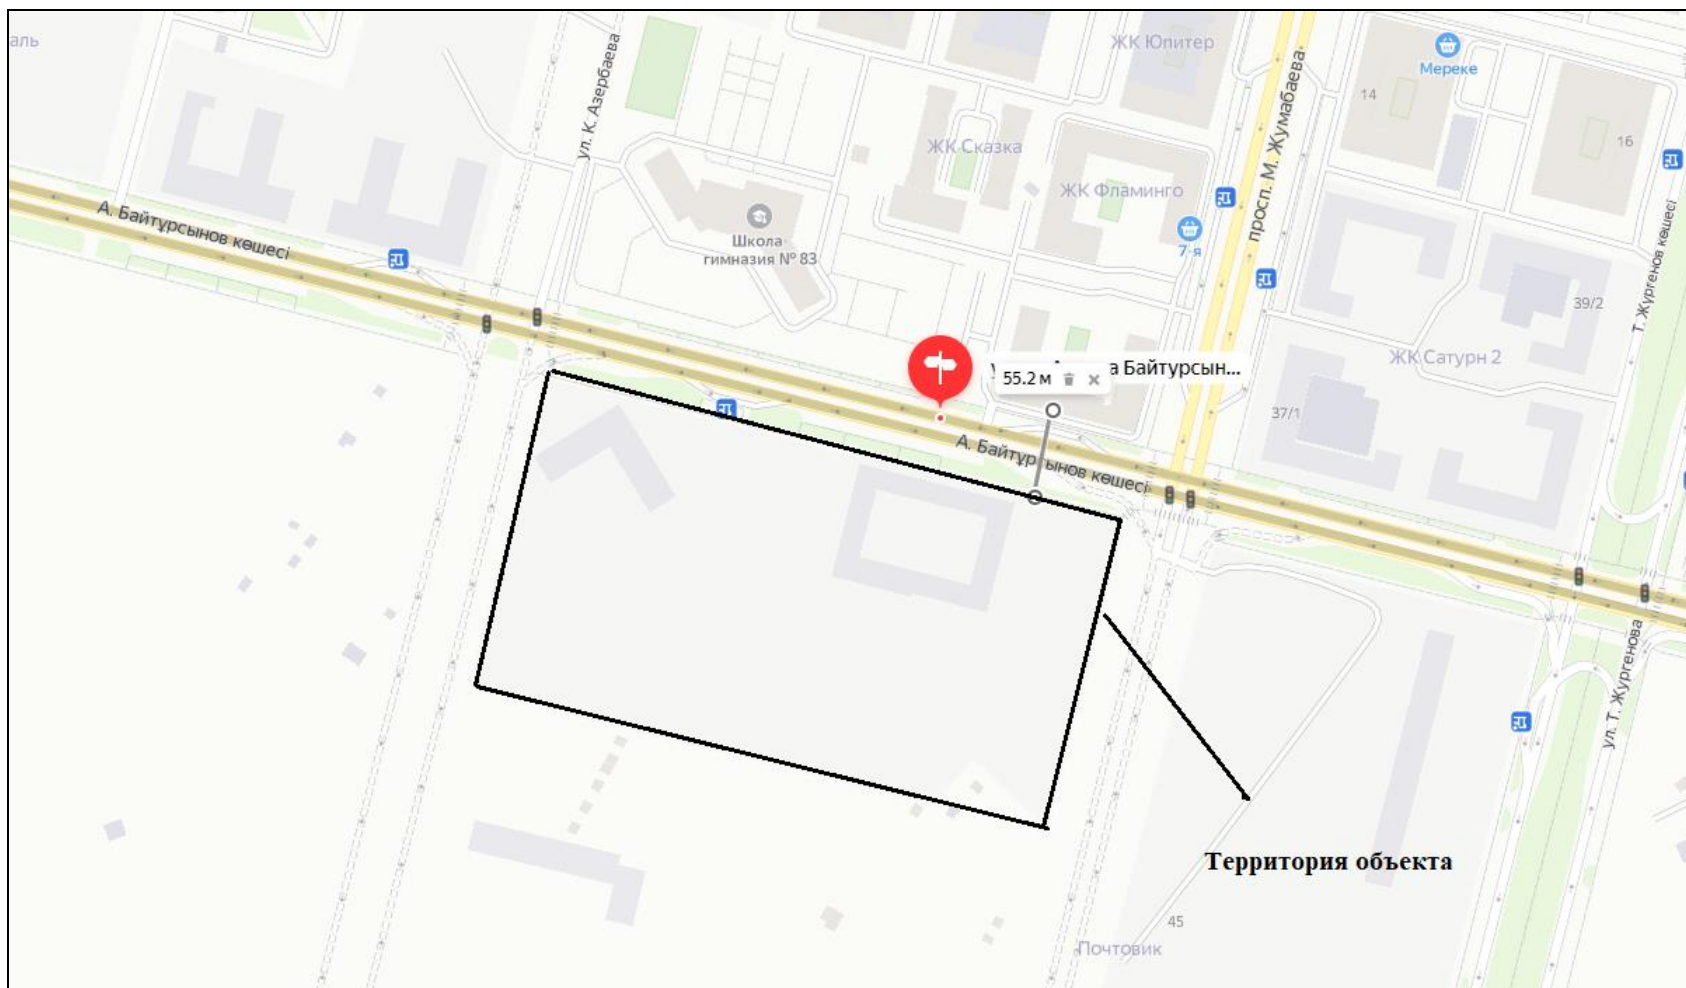 аль
ул. К. Азербаева
ЖК Юпитер
просп. М. Жумабаева
Мереке
14
16
ЖК Сказка
ЖК Фламинго
7-я
Школа-
гимназия № 83
А. Байтұрсынов көшесі
Т. Жүргенов көшесі
39/2
ЖК Сатурн 2
37/1
55.2 м
а Байтурсын...
А. Байтұрсынов көшесі
ул. Т. Жургенова
Территория объекта
45
Почтовик